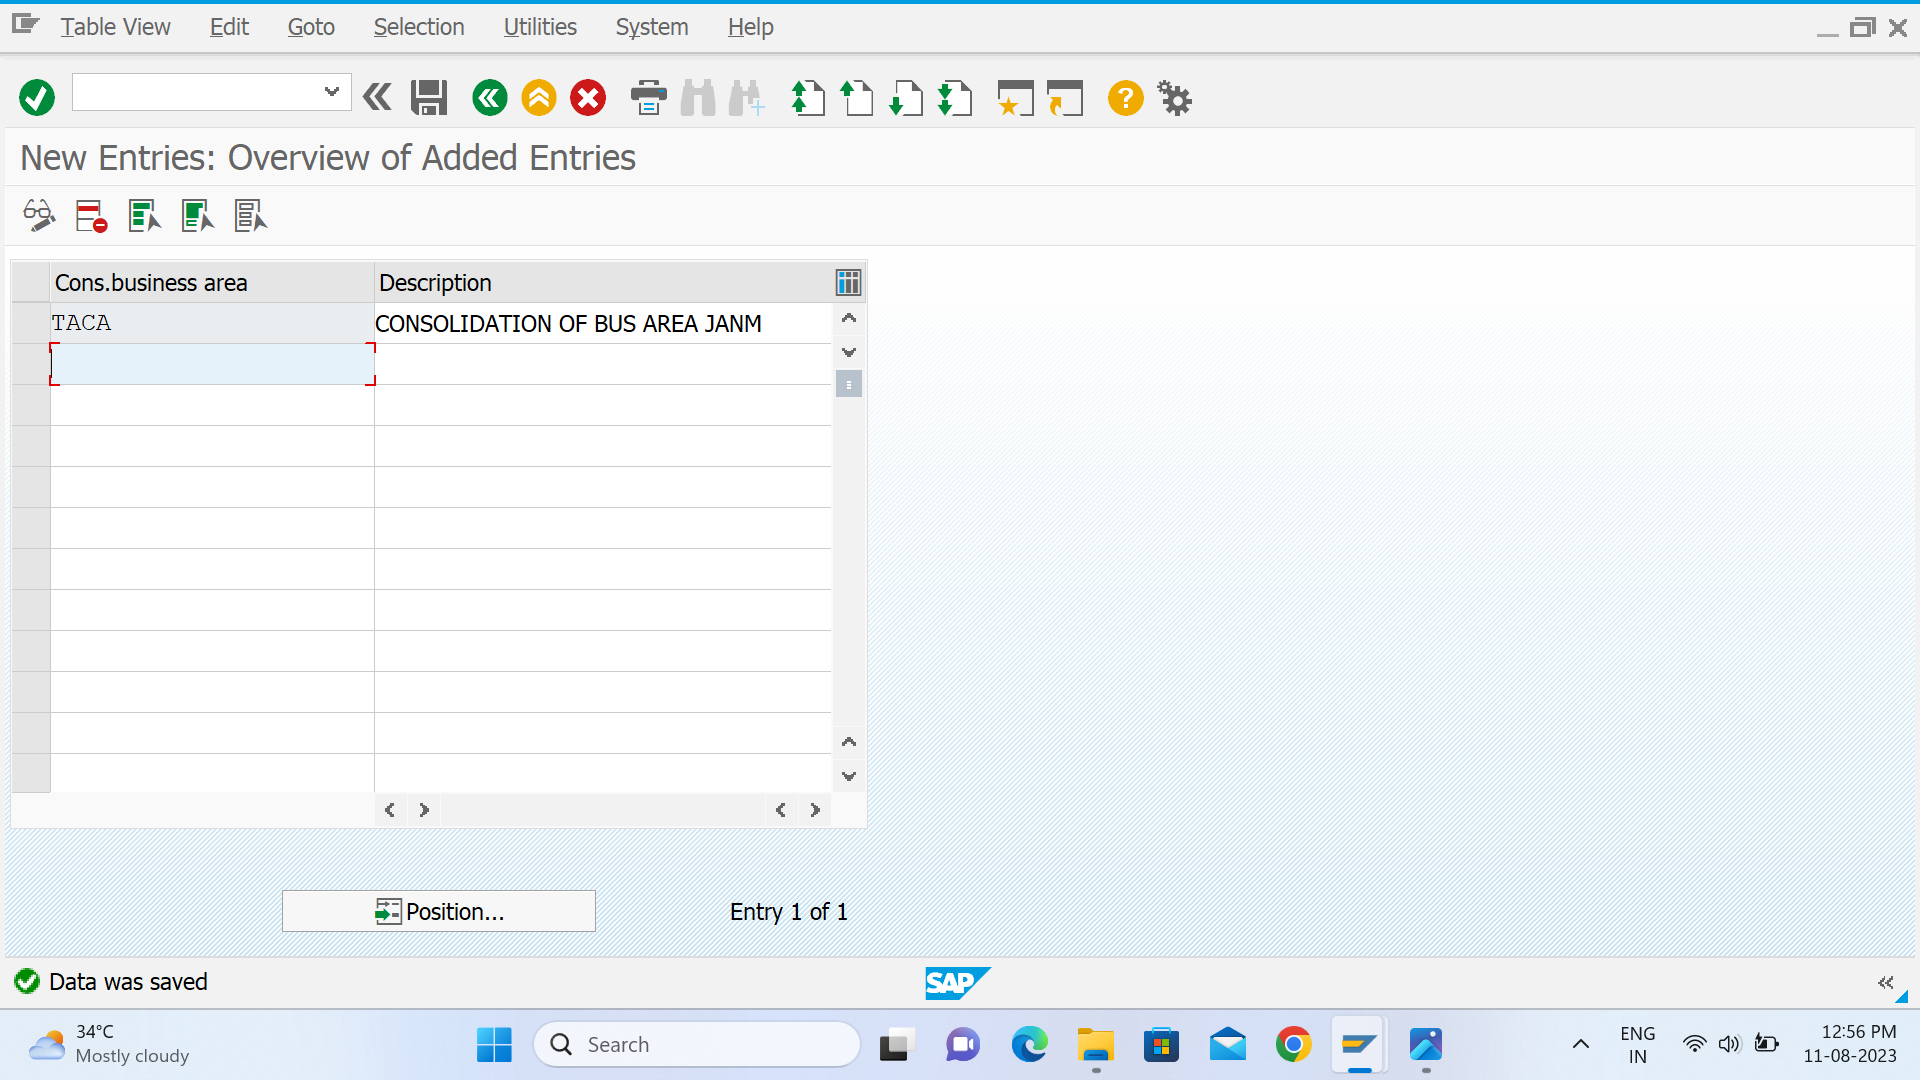 Table View Edit Goto Selection Utilities System Help
New Entries: Overview of Added Entries
Cons.business area Description
TACA CONSOLIDATION OF BUS AREA JANM
Position... Entry 1 of 1
Data was saved SAP
34°C
Mostly cloudy
Search
ENG
IN
12:56 PM
11-08-2023